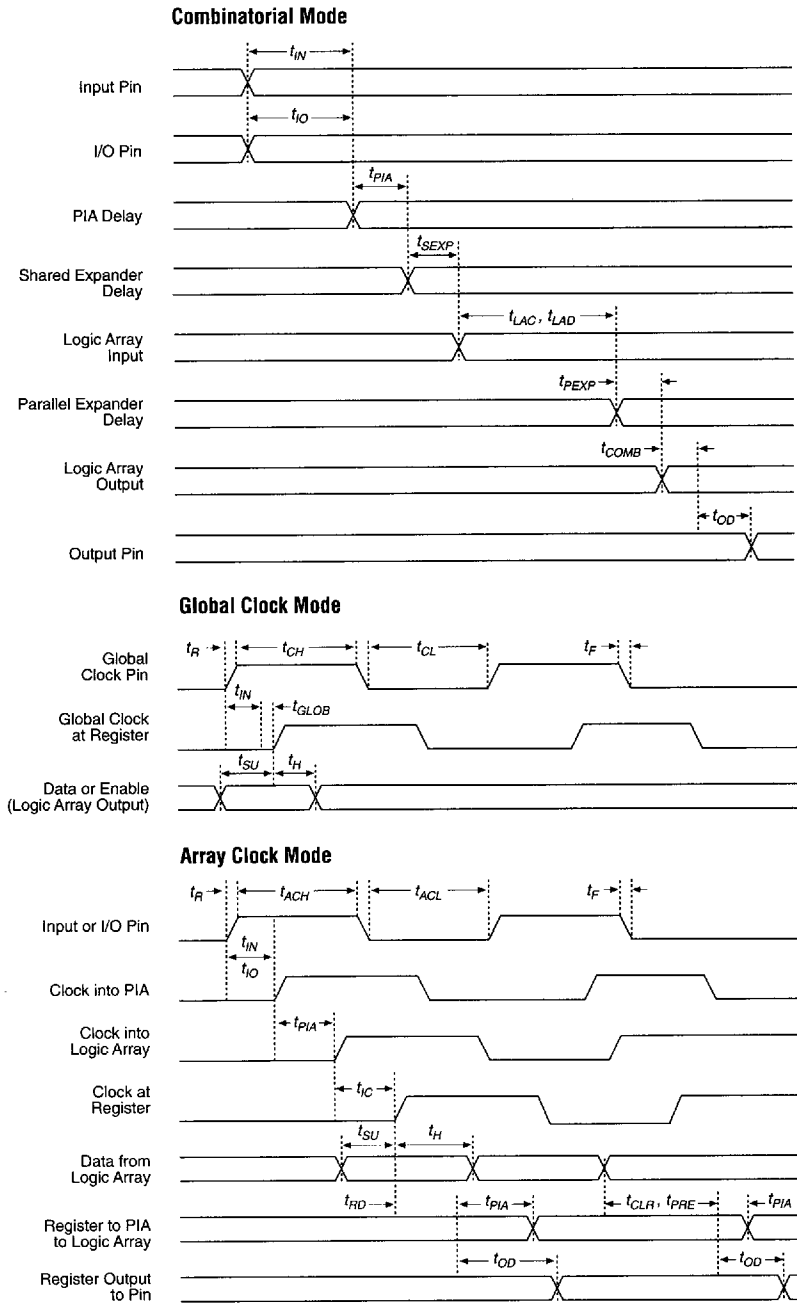 Combinatorial Mode
t_IN
Input Pin
t_IO
I/O Pin
t_PIA
PIA Delay
t_SEXP
Shared Expander
Delay
t_LAC, t_LAD
Logic Array
Input
t_PEXP
Parallel Expander
Delay
t_COMB
Logic Array
Output
t_OD
Output Pin
Global Clock Mode
t_R t_CH t_CL t_F
Global
Clock Pin
t_IN
t_GLOB
Global Clock
at Register
t_SU t_H
Data or Enable
(Logic Array Output)
Array Clock Mode
t_R t_ACH t_ACL t_F
Input or I/O Pin
t_IN
t_IO
Clock into PIA
t_PIA
Clock into
Logic Array
t_IC
Clock at
Register
t_SU t_H
Data from
Logic Array
t_RD t_PIA t_CLR, t_PRE t_PIA
Register to PIA
to Logic Array
t_OD t_OD
Register Output
to Pin